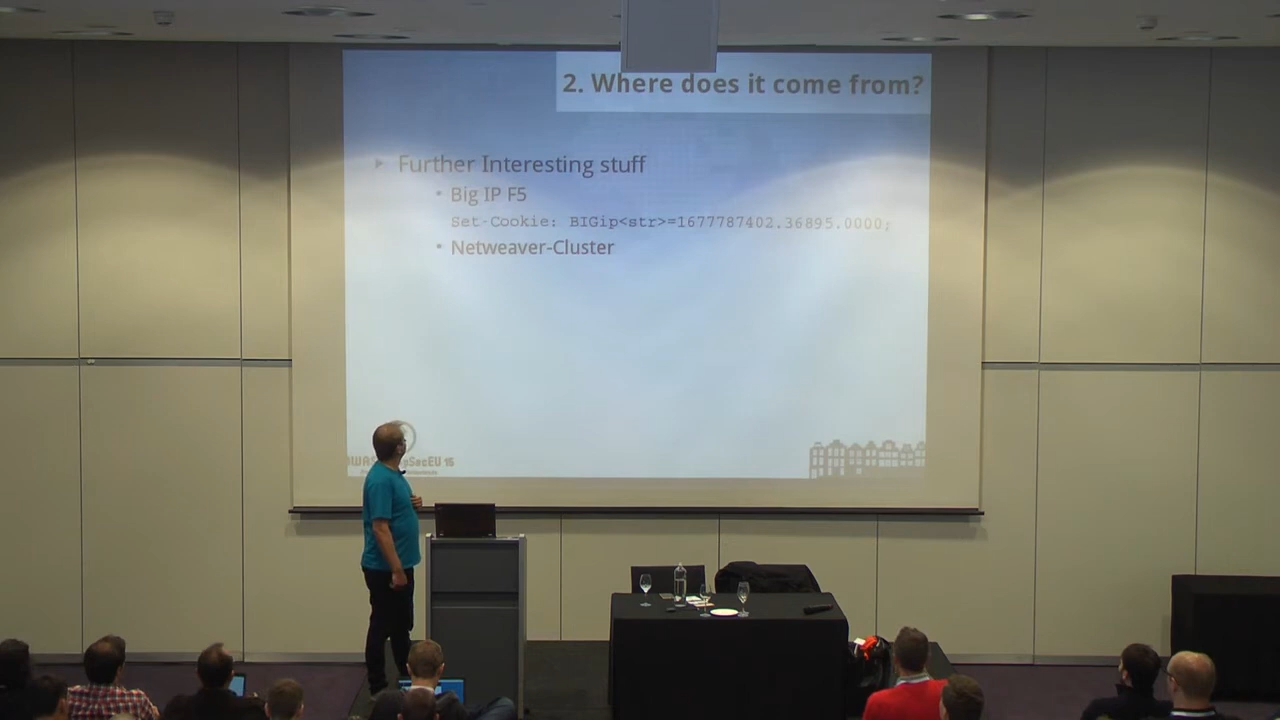 2. Where does it come from?
Further Interesting stuff
Big IP F5
Set-Cookie: BIGip<str>=1677787402.36895.0000;
Netweaver-Cluster